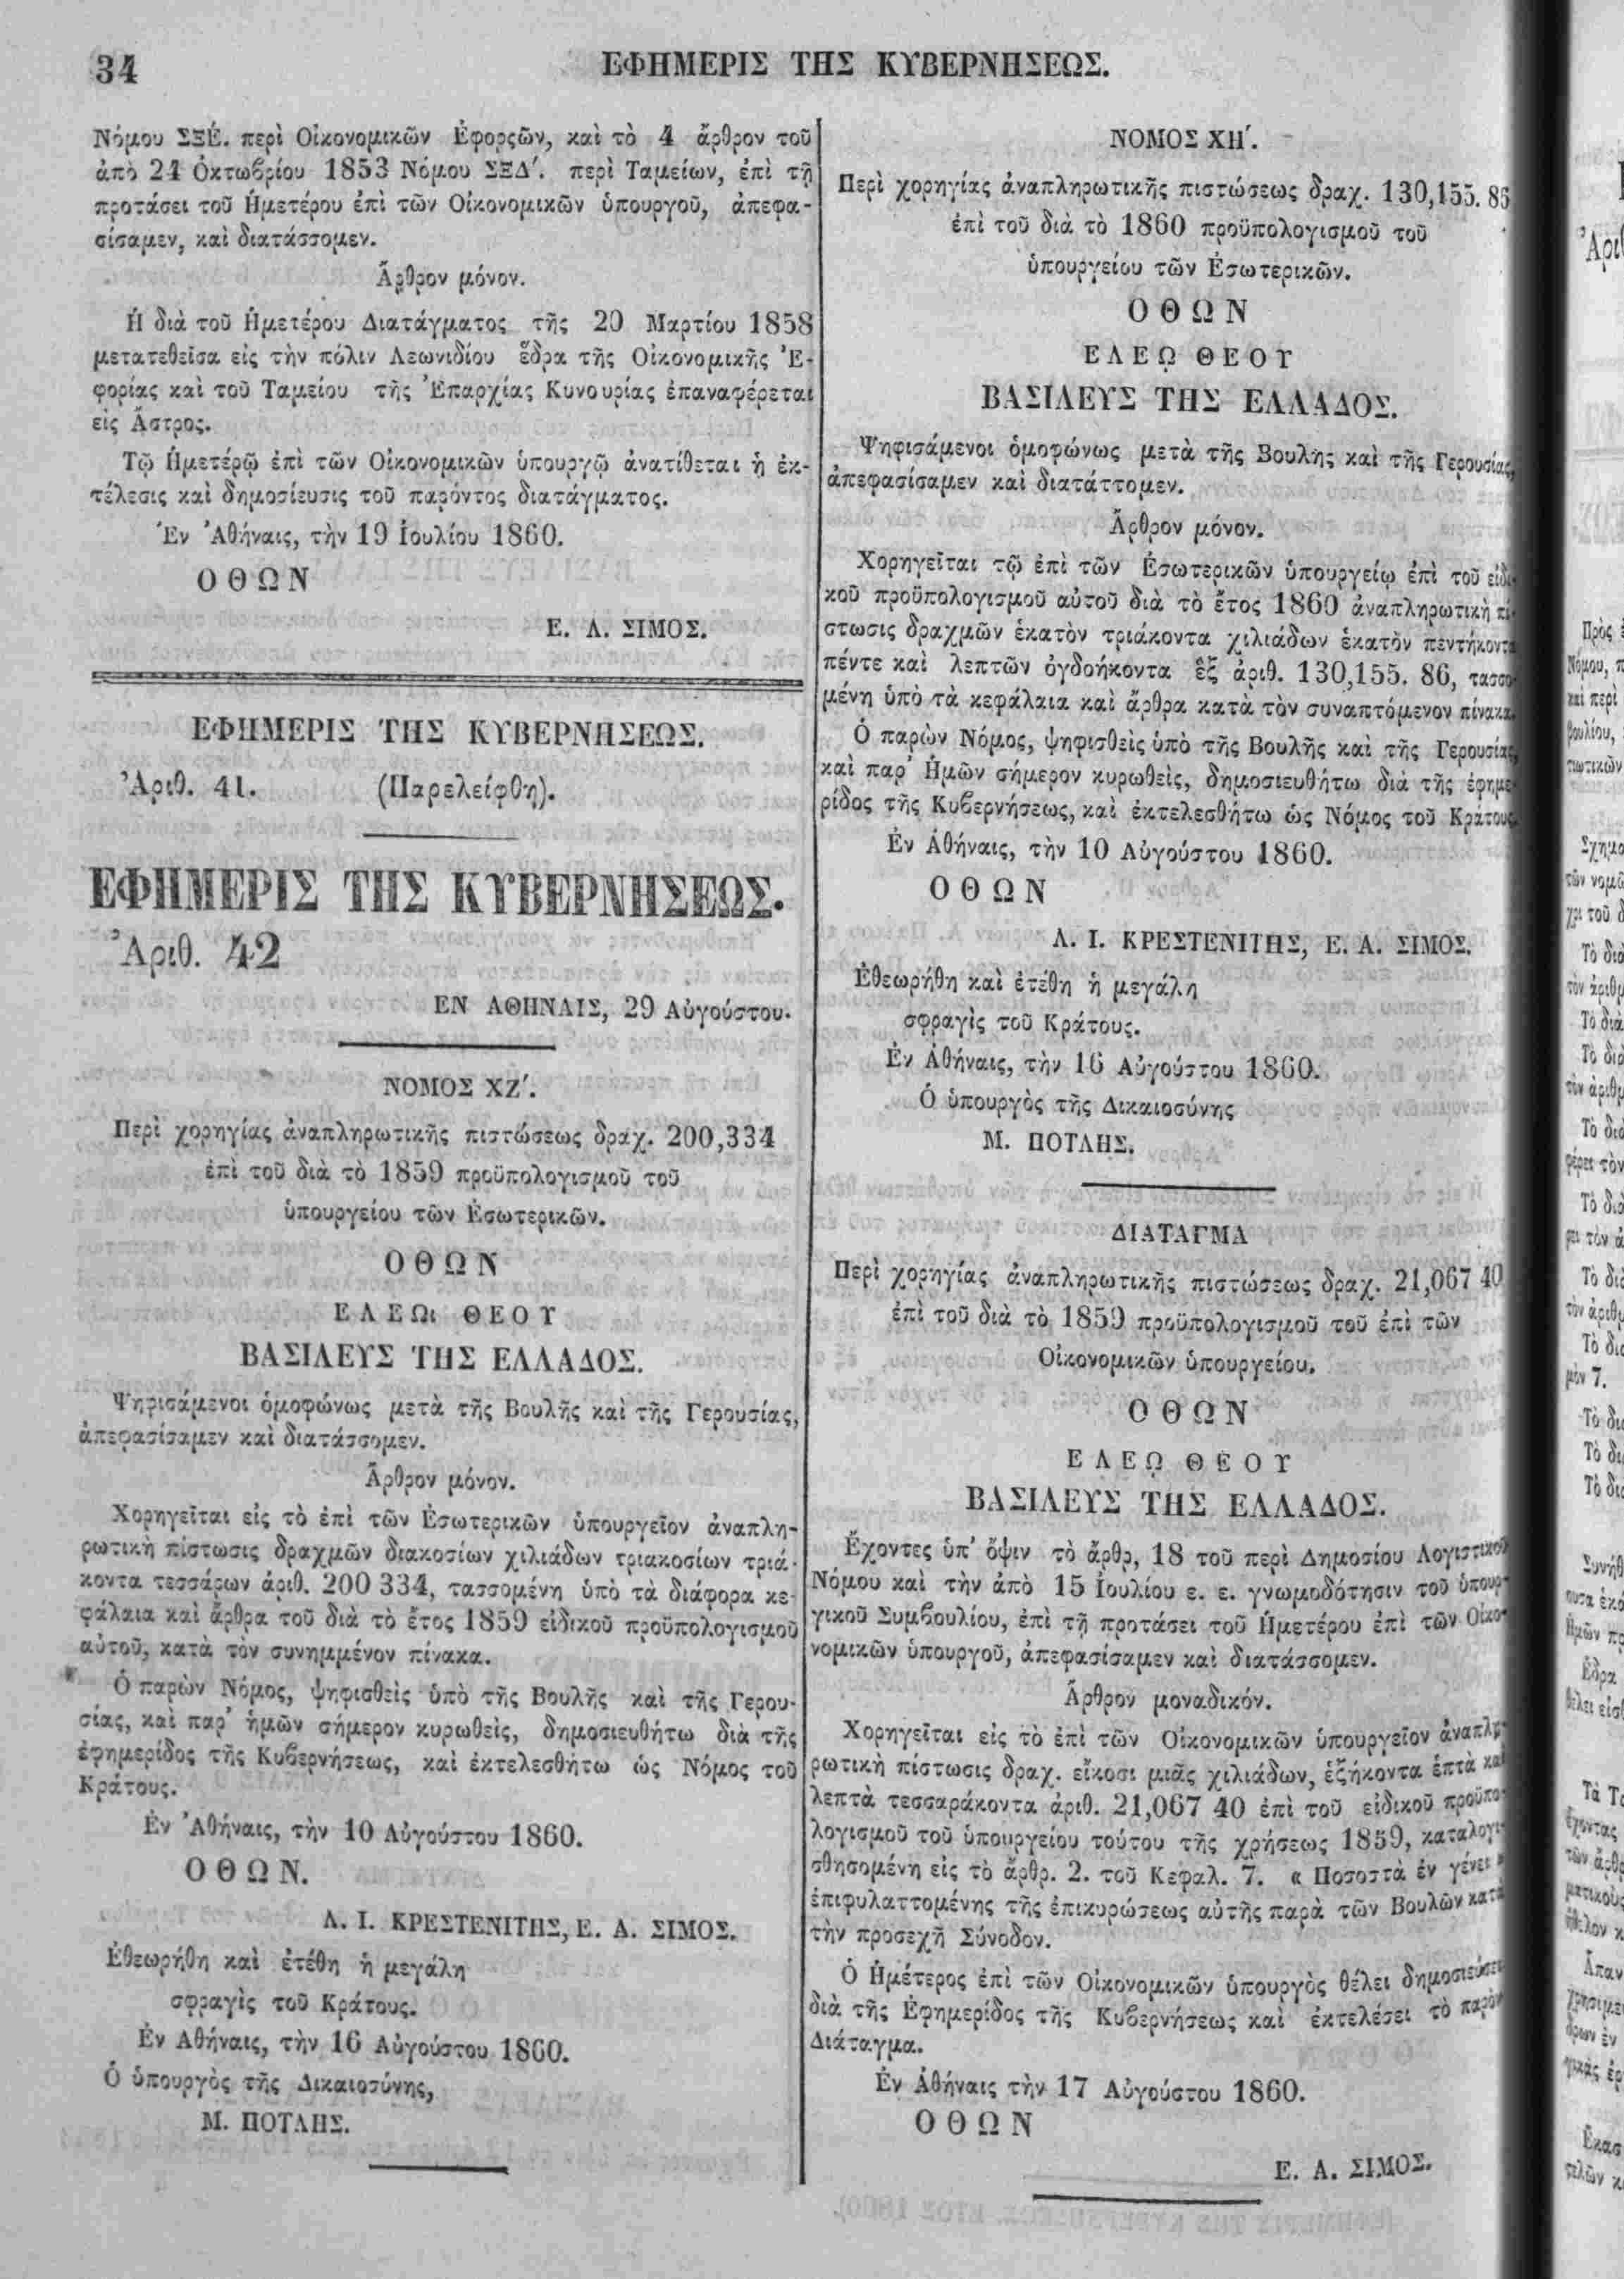 34
ΕΦΗΜΕΡΙΣ ΤΗΣ ΚΥΒΕΡΝΗΣΕΩΣ.
Νόμου ΣΞΕ. περὶ Οἰκονομικῶν Ἐφορειῶν, καὶ τὸ 4 ἄρθρον τοῦ
ἀπὸ 24 Ὀκτωβρίου 1853 Νόμου ΣΞΔ΄. περὶ Ταμείων, ἐπὶ τῇ
προτάσει τοῦ Ἡμετέρου ἐπὶ τῶν Οἰκονομικῶν ὑπουργοῦ, ἀπεφα-
σίσαμεν, καὶ διατάσσομεν.
Ἄρθρον μόνον.
Ἡ διὰ τοῦ Ἡμετέρου Διατάγματος τῆς 20 Μαρτίου 1858
μετατεθεῖσα εἰς τὴν πόλιν Λεωνιδίου ἕδρα τῆς Οἰκονομικῆς Ἐ-
φορίας καὶ τοῦ Ταμείου τῆς Ἐπαρχίας Κυνουρίας ἐπαναφέρεται
εἰς Ἄστρος.
Τῷ Ἡμετέρῳ ἐπὶ τῶν Οἰκονομικῶν ὑπουργῷ ἀνατίθεται ἡ ἐκ-
τέλεσις καὶ δημοσίευσις τοῦ παρόντος διατάγματος.
Ἐν Ἀθήναις, τὴν 19 Ἰουλίου 1860.
ΟΘΩΝ
Ε. Α. ΣΙΜΟΣ.
ΕΦΗΜΕΡΙΣ ΤΗΣ ΚΥΒΕΡΝΗΣΕΩΣ.
Ἀριθ. 41. (Παρελείφθη).
ΕΦΗΜΕΡΙΣ ΤΗΣ ΚΥΒΕΡΝΗΣΕΩΣ.
Ἀριθ. 42
ΕΝ ΑΘΗΝΑΙΣ, 29 Αὐγούστου.
ΝΟΜΟΣ ΧΖ΄.
Περὶ χορηγίας ἀναπληρωτικῆς πιστώσεως δραχ. 200,334
ἐπὶ τοῦ διὰ τὸ 1859 προϋπολογισμοῦ τοῦ
ὑπουργείου τῶν Ἐσωτερικῶν.
ΟΘΩΝ
ΕΛΕΩι ΘΕΟΥ
ΒΑΣΙΛΕΥΣ ΤΗΣ ΕΛΛΑΔΟΣ.
Ψηφισάμενοι ὁμοφώνως μετὰ τῆς Βουλῆς καὶ τῆς Γερουσίας,
ἀπεφασίσαμεν καὶ διατάσσομεν.
Ἄρθρον μόνον.
Χορηγεῖται εἰς τὸ ἐπὶ τῶν Ἐσωτερικῶν ὑπουργεῖον ἀναπλη-
ρωτικὴ πίστωσις δραχμῶν διακοσίων χιλιάδων τριακοσίων τριά-
κοντα τεσσάρων ἀριθ. 200 334, τασσομένη ὑπὸ τὰ διάφορα κε-
φάλαια καὶ ἄρθρα τοῦ διὰ τὸ ἔτος 1859 εἰδικοῦ προϋπολογισμοῦ
αὐτοῦ, κατὰ τὸν συνημμένον πίνακα.
Ὁ παρὼν Νόμος, ψηφισθεὶς ὑπὸ τῆς Βουλῆς καὶ τῆς Γερου-
σίας, καὶ παρ' ἡμῶν σήμερον κυρωθεὶς, δημοσιευθήτω διὰ τῆς
ἐφημερίδος τῆς Κυβερνήσεως, καὶ ἐκτελεσθήτω ὡς Νόμος τοῦ
Κράτους.
Ἐν Ἀθήναις, τὴν 10 Αὐγούστου 1860.
ΟΘΩΝ.
Λ. Ι. ΚΡΕΣΤΕΝΙΤΗΣ, Ε. Α. ΣΙΜΟΣ.
Ἐθεωρήθη καὶ ἐτέθη ἡ μεγάλη
σφραγὶς τοῦ Κράτους.
Ἐν Ἀθήναις, τὴν 16 Αὐγούστου 1860.
Ὁ ὑπουργὸς τῆς Δικαιοσύνης,
Μ. ΠΟΤΛΗΣ.
ΝΟΜΟΣ ΧΗ΄.
Περὶ χορηγίας ἀναπληρωτικῆς πιστώσεως δραχ. 130,155. 86
ἐπὶ τοῦ διὰ τὸ 1860 προϋπολογισμοῦ τοῦ
ὑπουργείου τῶν Ἐσωτερικῶν.
ΟΘΩΝ
ΕΛΕῼ ΘΕΟΥ
ΒΑΣΙΛΕΥΣ ΤΗΣ ΕΛΛΑΔΟΣ.
Ψηφισάμενοι ὁμοφώνως μετὰ τῆς Βουλῆς καὶ τῆς Γερουσίας,
ἀπεφασίσαμεν καὶ διατάττομεν.
Ἄρθρον μόνον.
Χορηγεῖται τῷ ἐπὶ τῶν Ἐσωτερικῶν ὑπουργείῳ ἐπὶ τοῦ εἰδι-
κοῦ προϋπολογισμοῦ αὐτοῦ διὰ τὸ ἔτος 1860 ἀναπληρωτικὴ πί-
στωσις δραχμῶν ἑκατὸν τριάκοντα χιλιάδων ἑκατὸν πεντήκοντα
πέντε καὶ λεπτῶν ὀγδοήκοντα ἓξ ἀριθ. 130,155. 86, τασσο-
μένη ὑπὸ τὰ κεφάλαια καὶ ἄρθρα κατὰ τὸν συναπτόμενον πίνακα.
Ὁ παρὼν Νόμος, ψηφισθεὶς ὑπὸ τῆς Βουλῆς καὶ τῆς Γερουσίας,
καὶ παρ' Ἡμῶν σήμερον κυρωθεὶς, δημοσιευθήτω διὰ τῆς ἐφημε-
ρίδος τῆς Κυβερνήσεως, καὶ ἐκτελεσθήτω ὡς Νόμος τοῦ Κράτους.
Ἐν Ἀθήναις, τὴν 10 Αὐγούστου 1860.
ΟΘΩΝ
Λ. Ι. ΚΡΕΣΤΕΝΙΤΗΣ, Ε. Α. ΣΙΜΟΣ.
Ἐθεωρήθη καὶ ἐτέθη ἡ μεγάλη
σφραγὶς τοῦ Κράτους.
Ἐν Ἀθήναις, τὴν 16 Αὐγούστου 1860.
Ὁ ὑπουργὸς τῆς Δικαιοσύνης
Μ. ΠΟΤΛΗΣ.
ΔΙΑΤΑΓΜΑ
Περὶ χορηγίας ἀναπληρωτικῆς πιστώσεως δραχ. 21,067 40
ἐπὶ τοῦ διὰ τὸ 1859 προϋπολογισμοῦ τοῦ ἐπὶ τῶν
Οἰκονομικῶν ὑπουργείου.
ΟΘΩΝ
ΕΛΕῼ ΘΕΟΥ
ΒΑΣΙΛΕΥΣ ΤΗΣ ΕΛΛΑΔΟΣ.
Ἔχοντες ὑπ' ὄψιν τὸ ἄρθρ, 18 τοῦ περὶ Δημοσίου Λογιστικοῦ
Νόμου καὶ τὴν ἀπὸ 15 Ἰουλίου ε. ε. γνωμοδότησιν τοῦ ὑπουρ-
γικοῦ Συμβουλίου, ἐπὶ τῇ προτάσει τοῦ Ἡμετέρου ἐπὶ τῶν Οἰκο-
νομικῶν ὑπουργοῦ, ἀπεφασίσαμεν καὶ διατάσσομεν.
Ἄρθρον μοναδικόν.
Χορηγεῖται εἰς τὸ ἐπὶ τῶν Οἰκονομικῶν ὑπουργεῖον ἀναπλη-
ρωτικὴ πίστωσις δραχ. εἴκοσι μιᾶς χιλιάδων, ἑξήκοντα ἑπτὰ καὶ
λεπτὰ τεσσαράκοντα ἀριθ. 21,067 40 ἐπὶ τοῦ εἰδικοῦ προϋπο-
λογισμοῦ τοῦ ὑπουργείου τούτου τῆς χρήσεως 1859, καταλογι-
σθησομένη εἰς τὸ ἄρθρ. 2. τοῦ Κεφαλ. 7. « Ποσοστὰ ἐν γένει »
ἐπιφυλαττομένης τῆς ἐπικυρώσεως αὐτῆς παρὰ τῶν Βουλῶν κατὰ
τὴν προσεχῆ Σύνοδον.
Ὁ Ἡμέτερος ἐπὶ τῶν Οἰκονομικῶν ὑπουργὸς θέλει δημοσιεύσει
διὰ τῆς Ἐφημερίδος τῆς Κυβερνήσεως καὶ ἐκτελέσει τὸ παρὸν
Διάταγμα.
Ἐν Ἀθήναις τὴν 17 Αὐγούστου 1860.
ΟΘΩΝ
Ε. Α. ΣΙΜΟΣ.